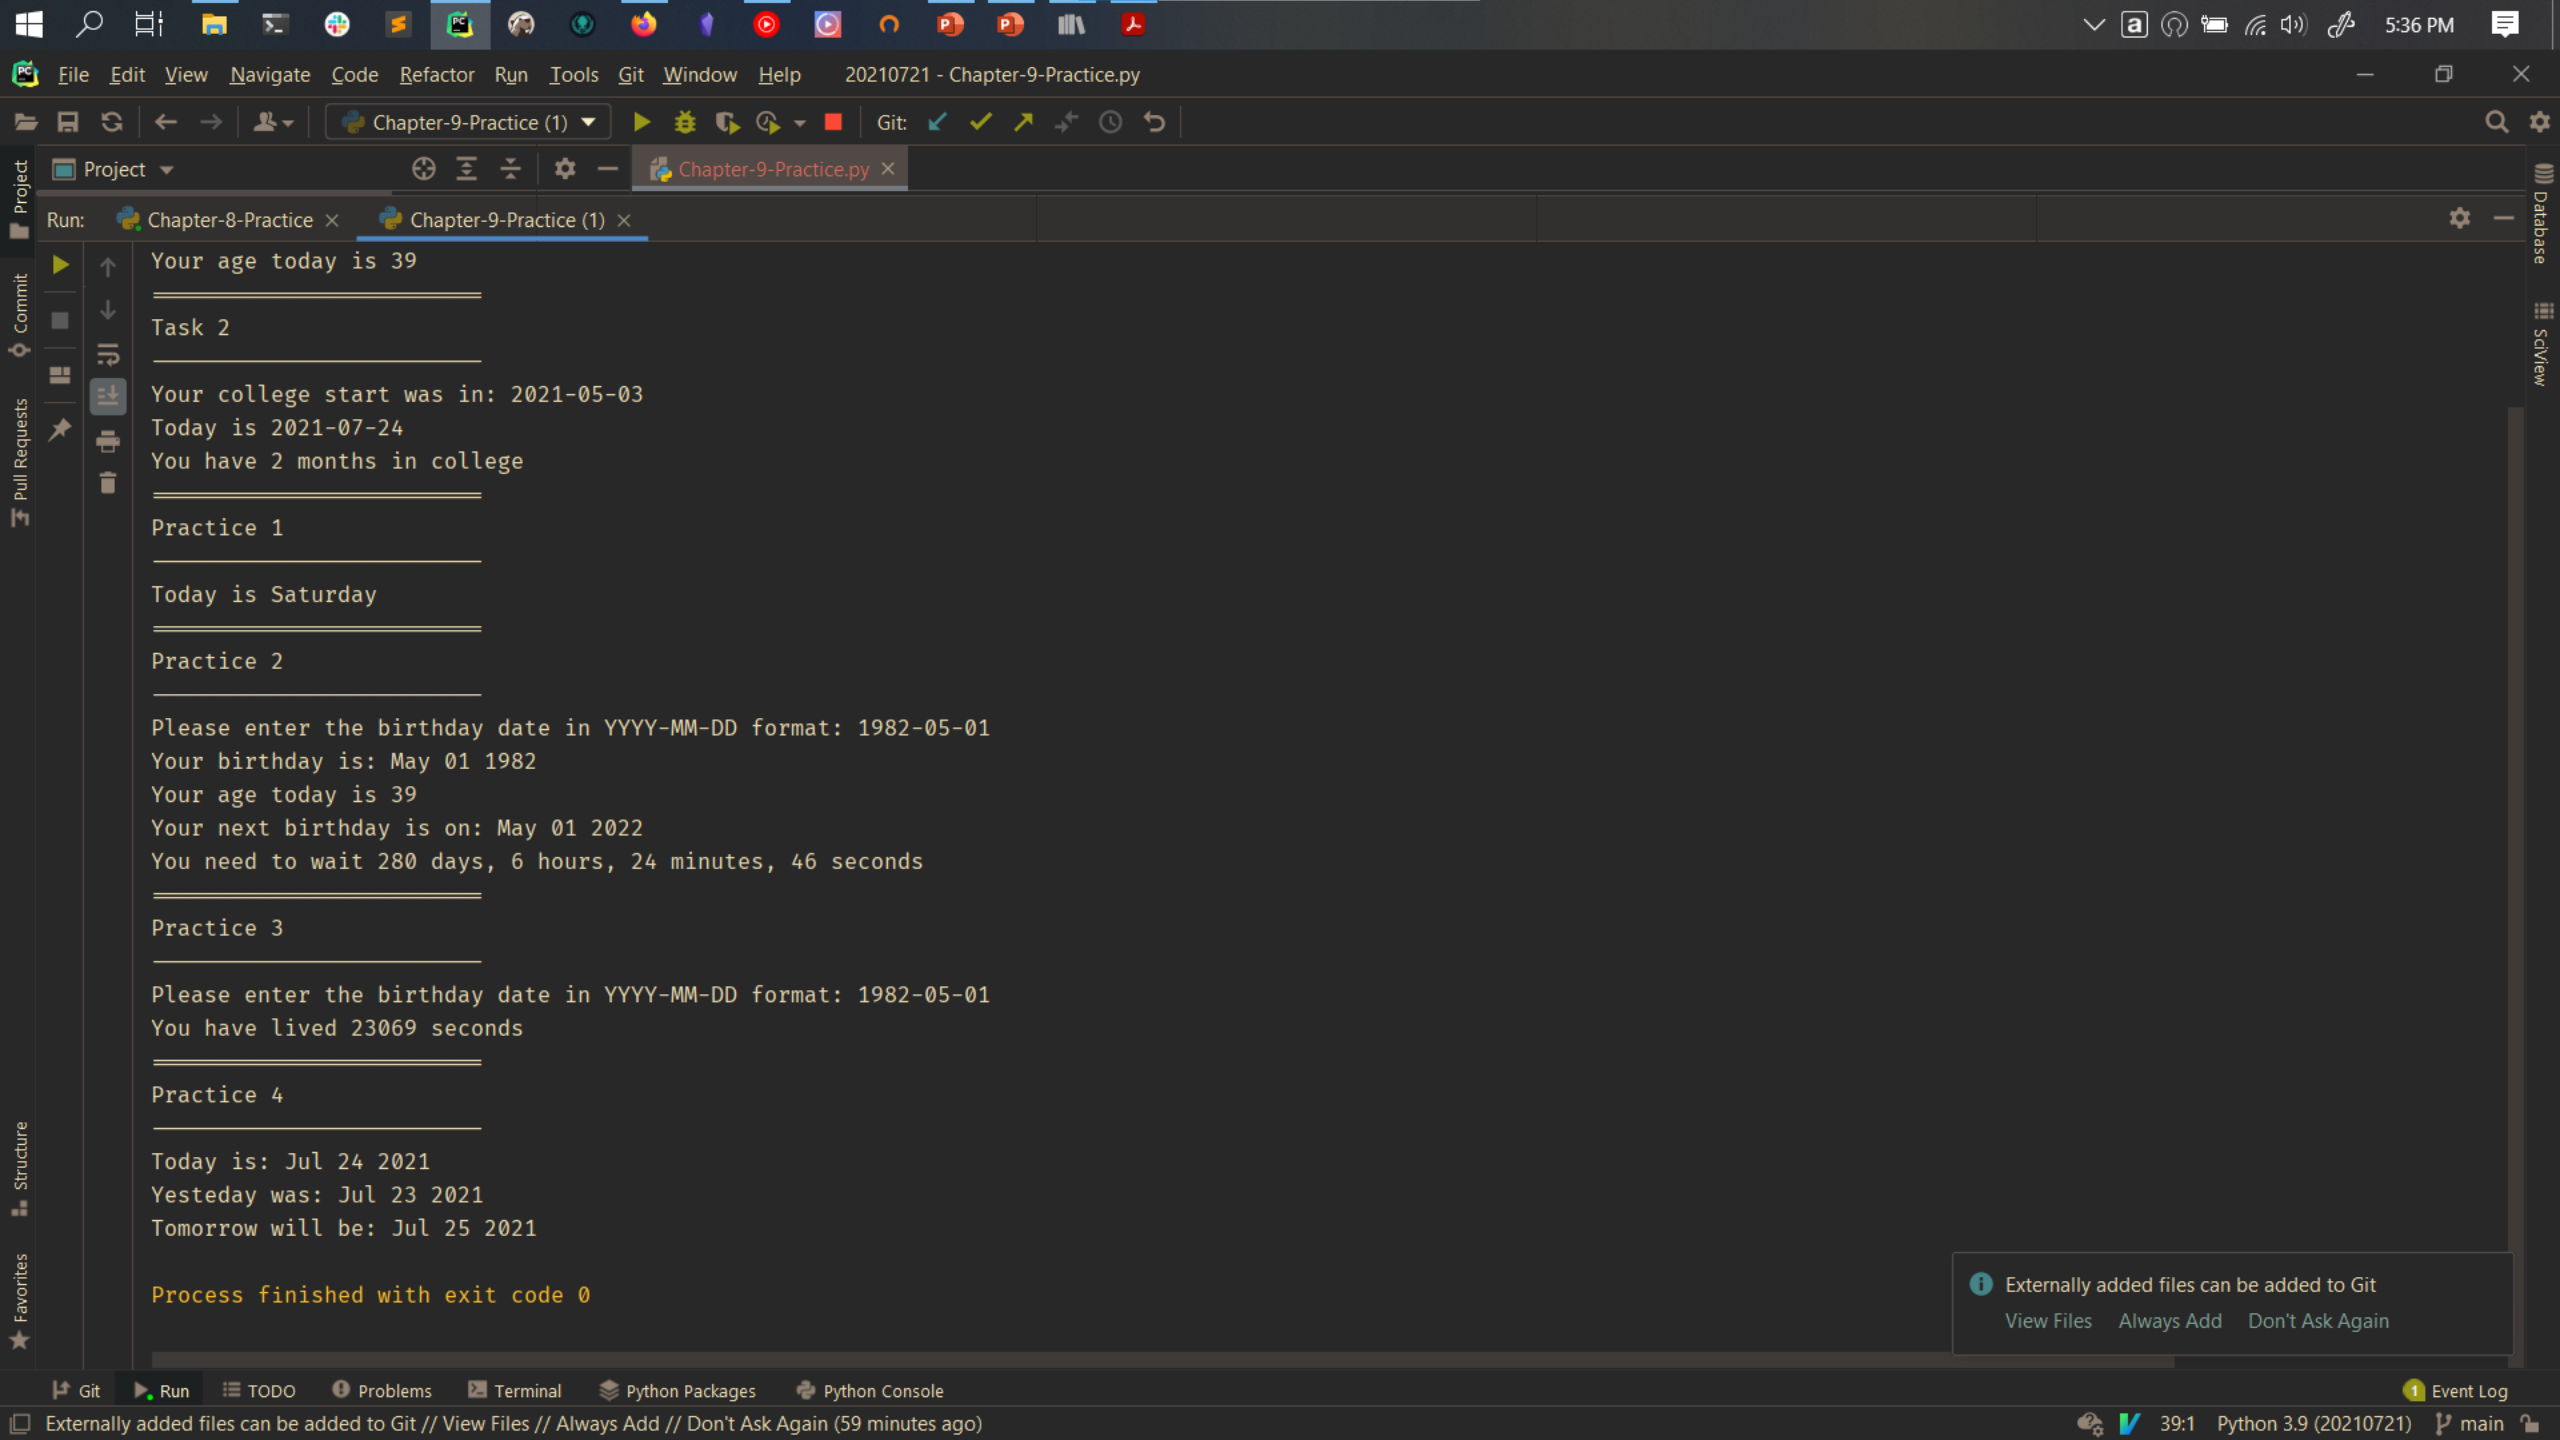 5:36 PM
File Edit View Navigate Code Refactor Run Tools Git Window Help 20210721 - Chapter-9-Practice.py
Chapter-9-Practice (1) Git:
Project Chapter-9-Practice.py
Run: Chapter-8-Practice Chapter-9-Practice (1)
Project
Commit
Pull Requests
Structure
Favorites
Database
SciView
Your age today is 39
=========================
Task 2
-------------------------
Your college start was in: 2021-05-03
Today is 2021-07-24
You have 2 months in college
=========================
Practice 1
-------------------------
Today is Saturday
=========================
Practice 2
-------------------------
Please enter the birthday date in YYYY-MM-DD format: 1982-05-01
Your birthday is: May 01 1982
Your age today is 39
Your next birthday is on: May 01 2022
You need to wait 280 days, 6 hours, 24 minutes, 46 seconds
=========================
Practice 3
-------------------------
Please enter the birthday date in YYYY-MM-DD format: 1982-05-01
You have lived 23069 seconds
=========================
Practice 4
-------------------------
Today is: Jul 24 2021
Yesteday was: Jul 23 2021
Tomorrow will be: Jul 25 2021
Process finished with exit code 0
Externally added files can be added to Git
View Files Always Add Don't Ask Again
Git Run TODO Problems Terminal Python Packages Python Console 1 Event Log
Externally added files can be added to Git // View Files // Always Add // Don't Ask Again (59 minutes ago) 39:1 Python 3.9 (20210721) main